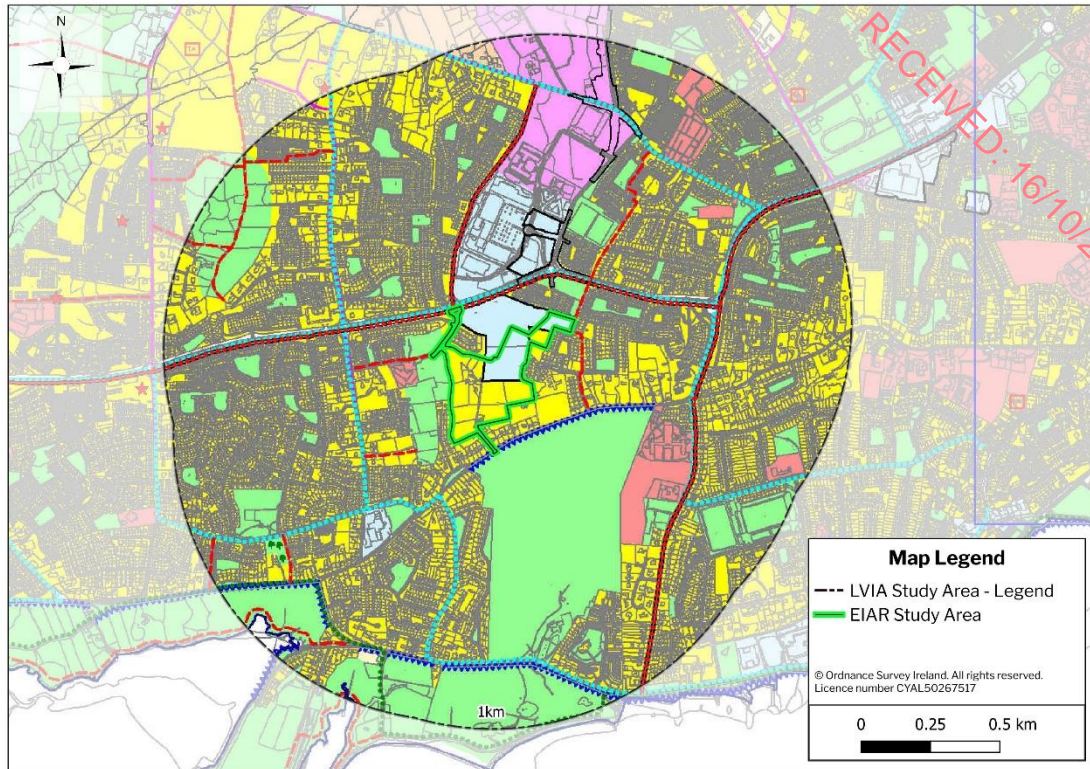 N
RECEIVED: 16/10/2
1km
Map Legend
LVIA Study Area - Legend
EIAR Study Area
© Ordnance Survey Ireland. All rights reserved.
Licence number CYAL50267517
0 0.25 0.5 km